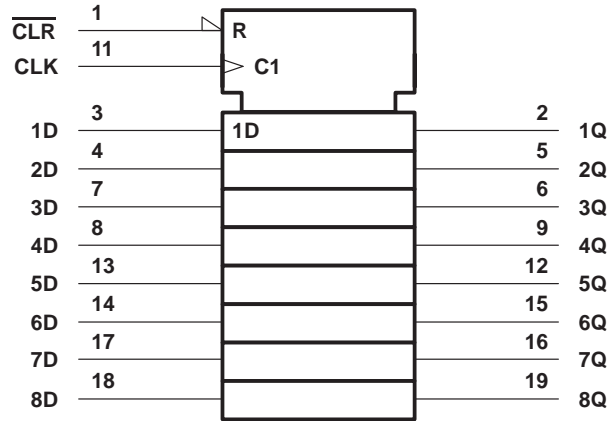 CLR 1 R
CLK 11 C1
1D 3 1D 2 1Q
2D 4 5 2Q
3D 7 6 3Q
4D 8 9 4Q
5D 13 12 5Q
6D 14 15 6Q
7D 17 16 7Q
8D 18 19 8Q